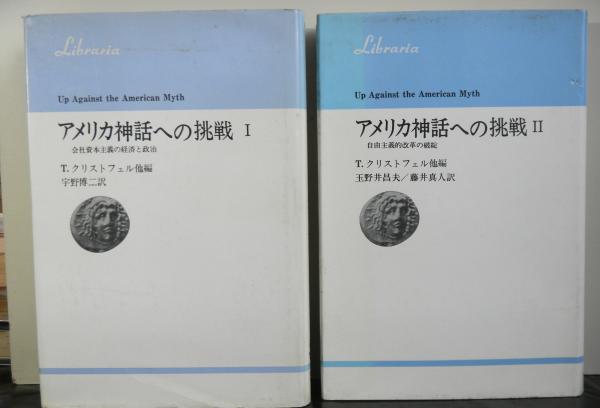 Libraria
Up Against the American Myth
アメリカ神話への挑戦 I
会社資本主義の経済と政治
T. クリストフェル他編
宇野博二訳
Libraria
Up Against the American Myth
アメリカ神話への挑戦 II
自由主義的改革の破綻
T. クリストフェル他編
玉野井昌夫/藤井真人訳